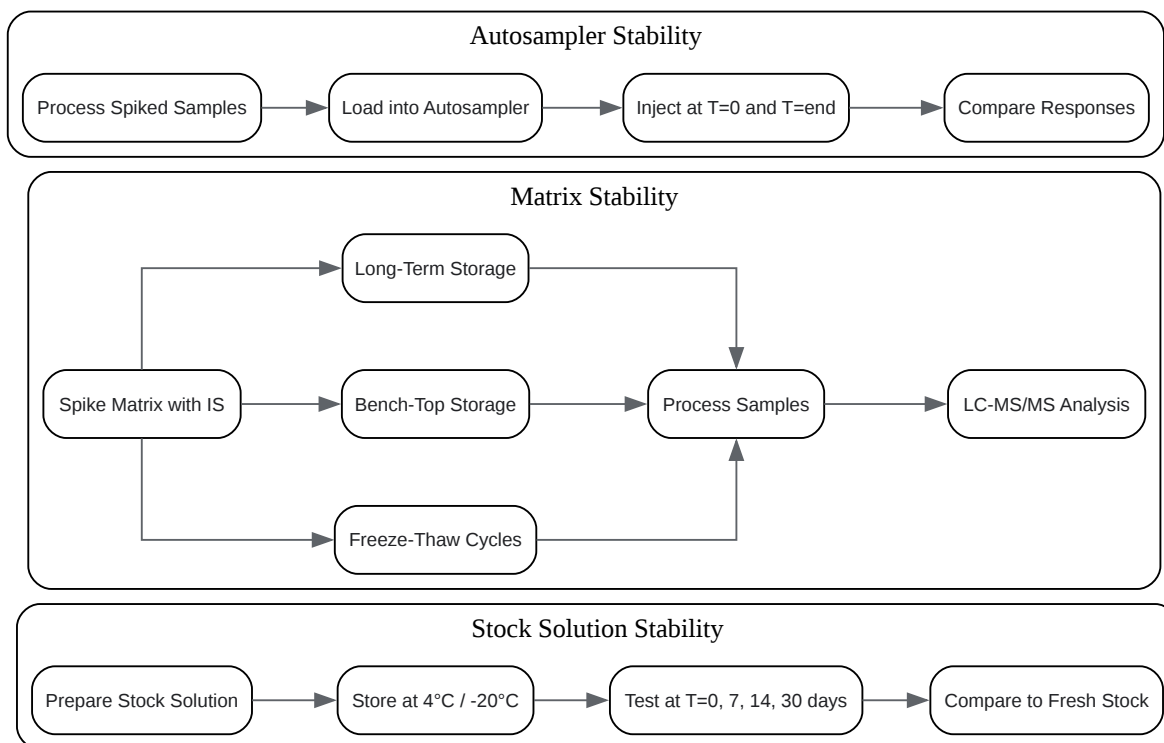 Autosampler Stability
Process Spiked Samples
Load into Autosampler
Inject at T=0 and T=end
Compare Responses
Matrix Stability
Long-Term Storage
Spike Matrix with IS
Bench-Top Storage
Process Samples
LC-MS/MS Analysis
Freeze-Thaw Cycles
Stock Solution Stability
Prepare Stock Solution
Store at 4°C / -20°C
Test at T=0, 7, 14, 30 days
Compare to Fresh Stock